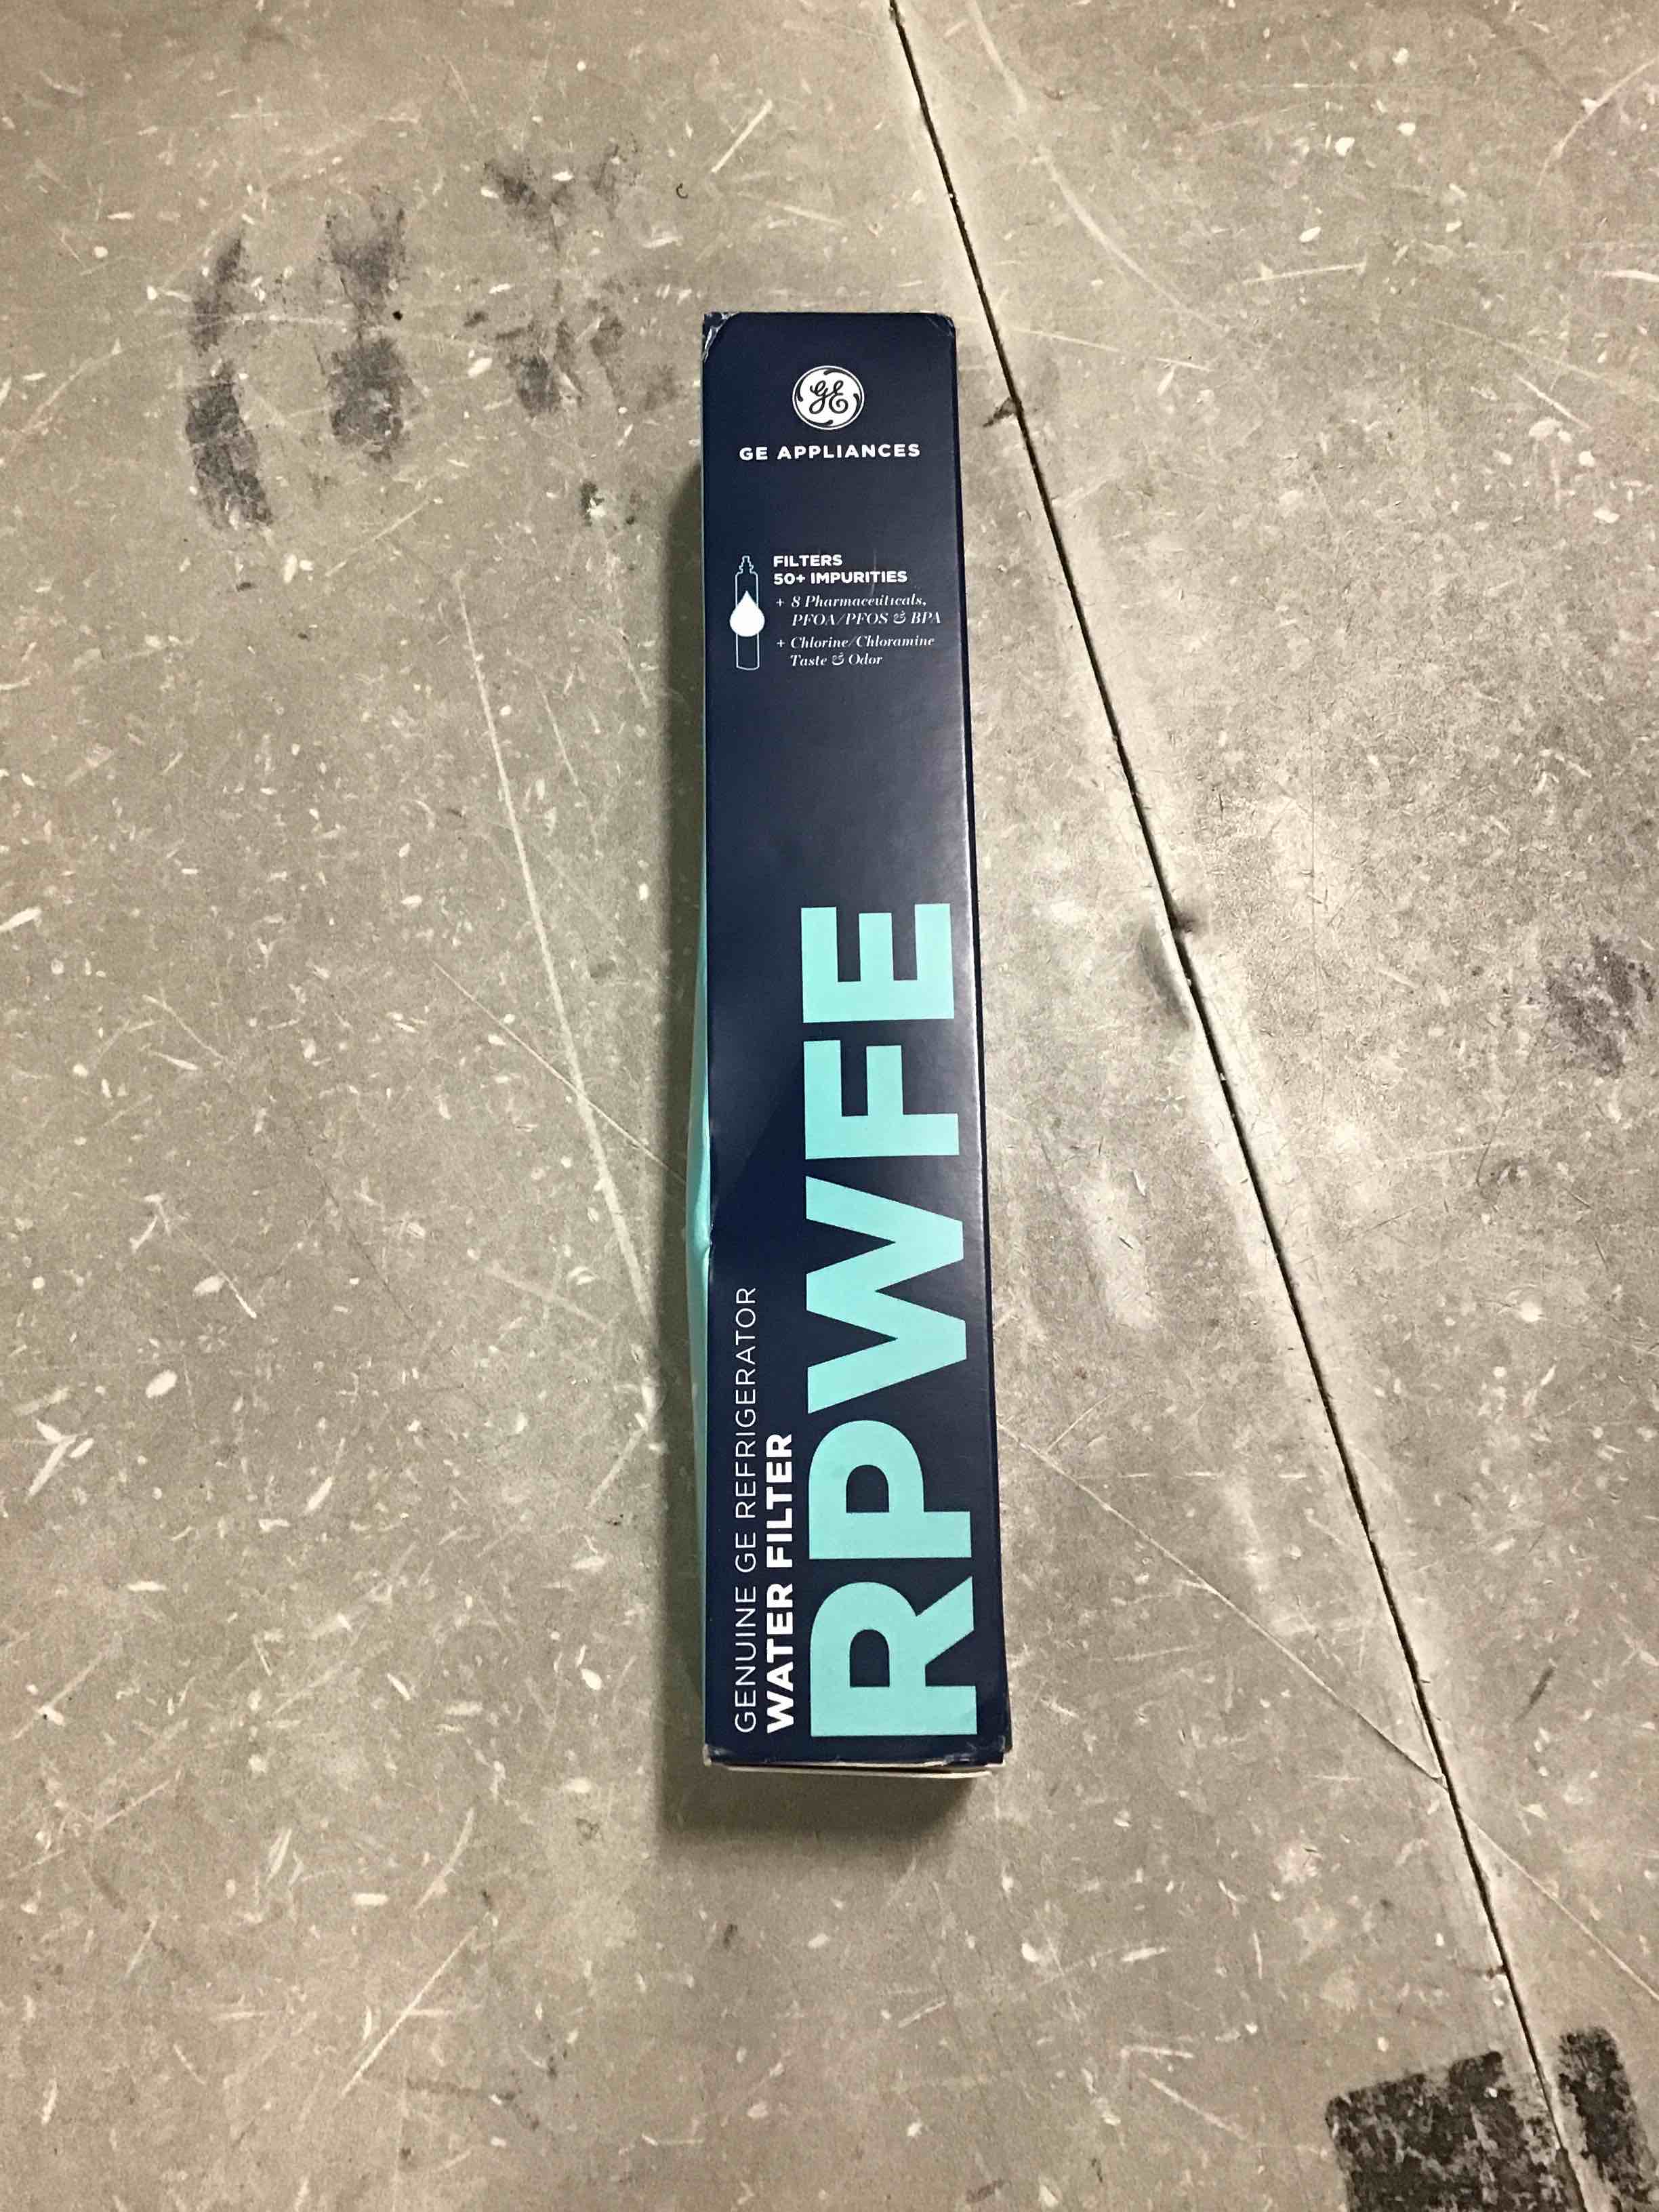 GE
GE APPLIANCES
FILTERS
50+ IMPURITIES
+ 8 Pharmaceuticals,
PFOA/PFOS & BPA
+ Chlorine/Chloramine
Taste & Odor
GENUINE GE REFRIGERATOR
WATER FILTER
RPWFE